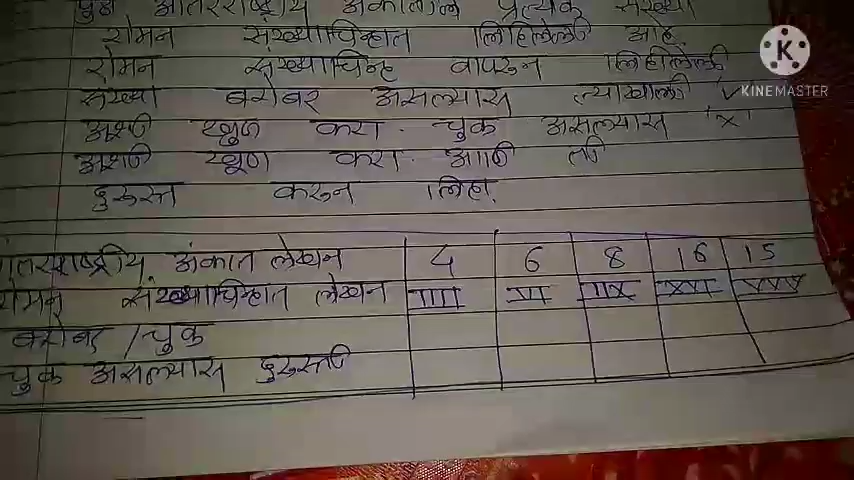 पुढे आंतरराष्ट्रीय अंकातील प्रत्येक संख्या
रोमन संख्याचिन्हात लिहिलेली आहे.
रोमन संख्याचिन्ह वापरून लिहीलेली
संख्या बरोबर असल्यास त्याखाली '✓'
अशी खुण करा. चुक असल्यास 'x'
अशी खूण करा. आणि ती
दुरुस्त करून लिहा.
आंतरराष्ट्रीय अंकात लेखन 4 6 8 16 15
रोमन संख्याचिन्हात लेखन IIII VI IIX XVI VVV
बरोबर / चुक
चुक असल्यास दुरुस्ती
K KINEMASTER